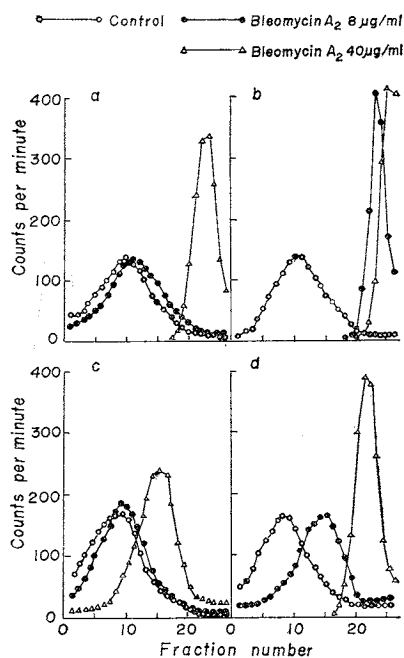 Control
Bleomycin A2 8 μg/ml
Bleomycin A2 40μg/ml
a
b
400
300
200
100
0
Counts per minute
c
d
400
300
200
100
0
Counts per minute
0 10 20 0 10 20
Fraction number